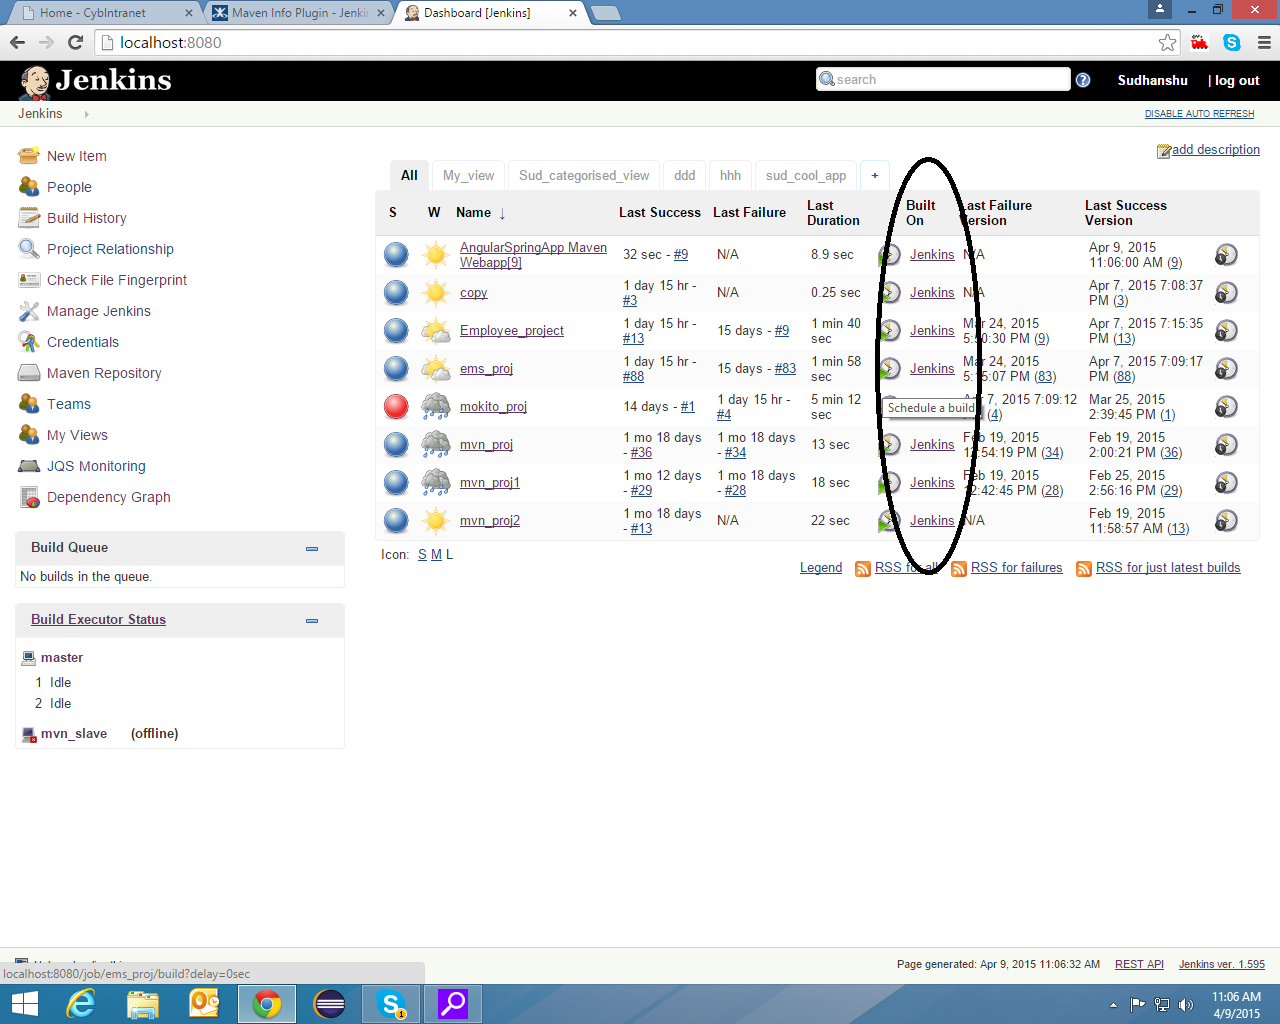 Home - CybIntranet
Maven Info Plugin - Jenki
Dashboard [Jenkins]
localhost:8080
Jenkins
search
Sudhanshu
| log out
Jenkins
DISABLE AUTO REFRESH
New Item
People
Build History
Project Relationship
Check File Fingerprint
Manage Jenkins
Credentials
Maven Repository
Teams
My Views
JQS Monitoring
Dependency Graph
Build Queue
No builds in the queue.
Build Executor Status
master
1 Idle
2 Idle
mvn_slave (offline)
add description
All My_view Sud_categorised_view ddd hhh sud_cool_app +
S W Name ↓ Last Success Last Failure Last Duration Built On Last Failure Version Last Success Version
AngularSpringApp Maven Webapp[9] 32 sec - #9 N/A 8.9 sec Jenkins N/A Apr 9, 2015 11:06:00 AM (9)
copy 1 day 15 hr - #3 N/A 0.25 sec Jenkins N/A Apr 7, 2015 7:08:37 PM (3)
Employee_project 1 day 15 hr - #13 15 days - #9 1 min 40 sec Jenkins Mar 24, 2015 5:50:30 PM (9) Apr 7, 2015 7:15:35 PM (13)
ems_proj 1 day 15 hr - #88 15 days - #83 1 min 58 sec Jenkins Mar 24, 2015 5:15:07 PM (83) Apr 7, 2015 7:09:17 PM (88)
mokito_proj 14 days - #1 1 day 15 hr - #4 5 min 12 sec 7, 2015 7:09:12 (4) Mar 25, 2015 2:39:45 PM (1)
Schedule a build
mvn_proj 1 mo 18 days - #36 1 mo 18 days - #34 13 sec Jenkins Feb 19, 2015 12:54:19 PM (34) Feb 19, 2015 2:00:21 PM (36)
mvn_proj1 1 mo 12 days - #29 1 mo 18 days - #28 18 sec Jenkins Feb 19, 2015 12:42:45 PM (28) Feb 25, 2015 2:56:16 PM (29)
mvn_proj2 1 mo 18 days - #13 N/A 22 sec Jenkins N/A Feb 19, 2015 11:58:57 AM (13)
Icon: S M L
Legend RSS for all RSS for failures RSS for just latest builds
localhost:8080/job/ems_proj/build?delay=0sec
Page generated: Apr 9, 2015 11:06:32 AM REST API Jenkins ver. 1.595
11:06 AM
4/9/2015